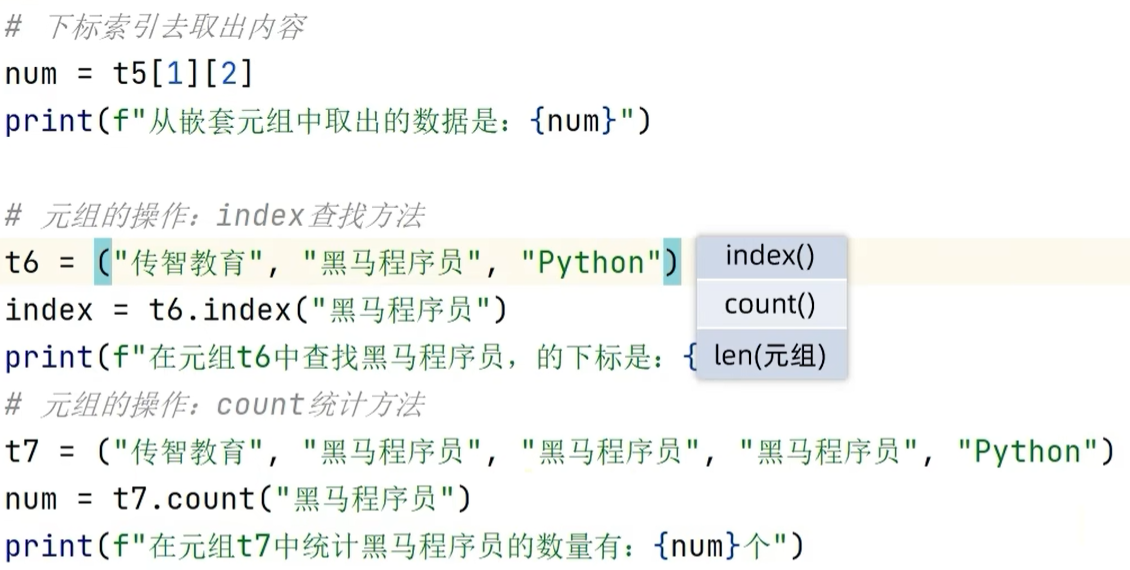 # 下标索引去取出内容
num = t5[1][2]
print(f"从嵌套元组中取出的数据是：{num}")
# 元组的操作：index查找方法
t6 = ("传智教育", "黑马程序员", "Python")
index = t6.index("黑马程序员")
print(f"在元组t6中查找黑马程序员，的下标是：{
index()
count()
len(元组)
# 元组的操作：count统计方法
t7 = ("传智教育", "黑马程序员", "黑马程序员", "黑马程序员", "Python")
num = t7.count("黑马程序员")
print(f"在元组t7中统计黑马程序员的数量有：{num}个")